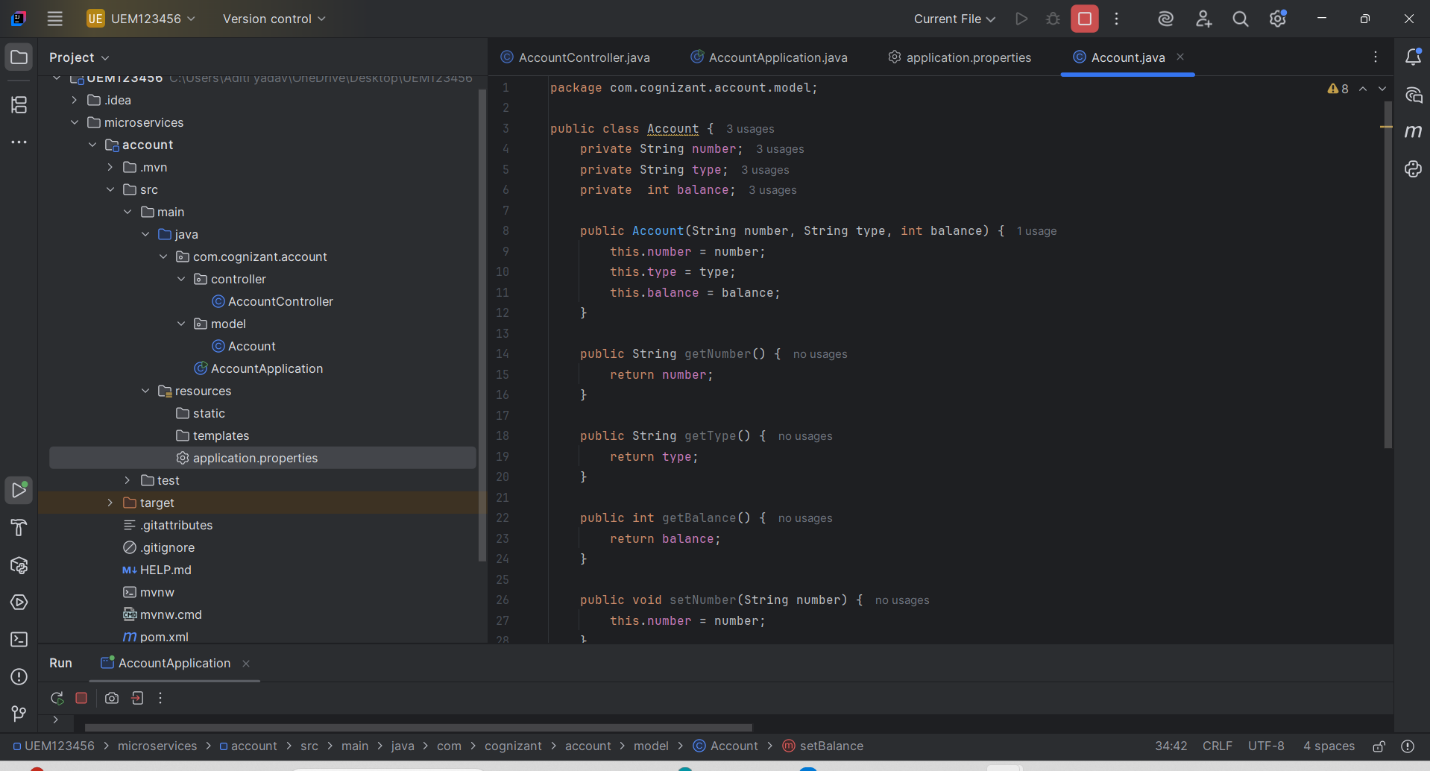 UE UEM123456 Version control Current File
Project
AccountController.java AccountApplication.java application.properties Account.java
UEM123456 C:\Users\Aditi yadav\OneDrive\Desktop\UEM123456
.idea
microservices
account
.mvn
src
main
java
com.cognizant.account
controller
AccountController
model
Account
AccountApplication
resources
static
templates
application.properties
test
target
.gitattributes
.gitignore
M↓ HELP.md
mvnw
mvnw.cmd
m pom.xml
8
1 package com.cognizant.account.model;
2
3 public class Account { 3 usages
4 private String number; 3 usages
5 private String type; 3 usages
6 private  int balance; 3 usages
7
8 public Account(String number, String type, int balance) { 1 usage
9 this.number = number;
10 this.type = type;
11 this.balance = balance;
12 }
13
14 public String getNumber() { no usages
15 return number;
16 }
17
18 public String getType() { no usages
19 return type;
20 }
21
22 public int getBalance() { no usages
23 return balance;
24 }
25
26 public void setNumber(String number) { no usages
27 this.number = number;
28 }
m
Run AccountApplication
UEM123456 > microservices > account > src > main > java > com > cognizant > account > model > Account > setBalance 34:42 CRLF UTF-8 4 spaces